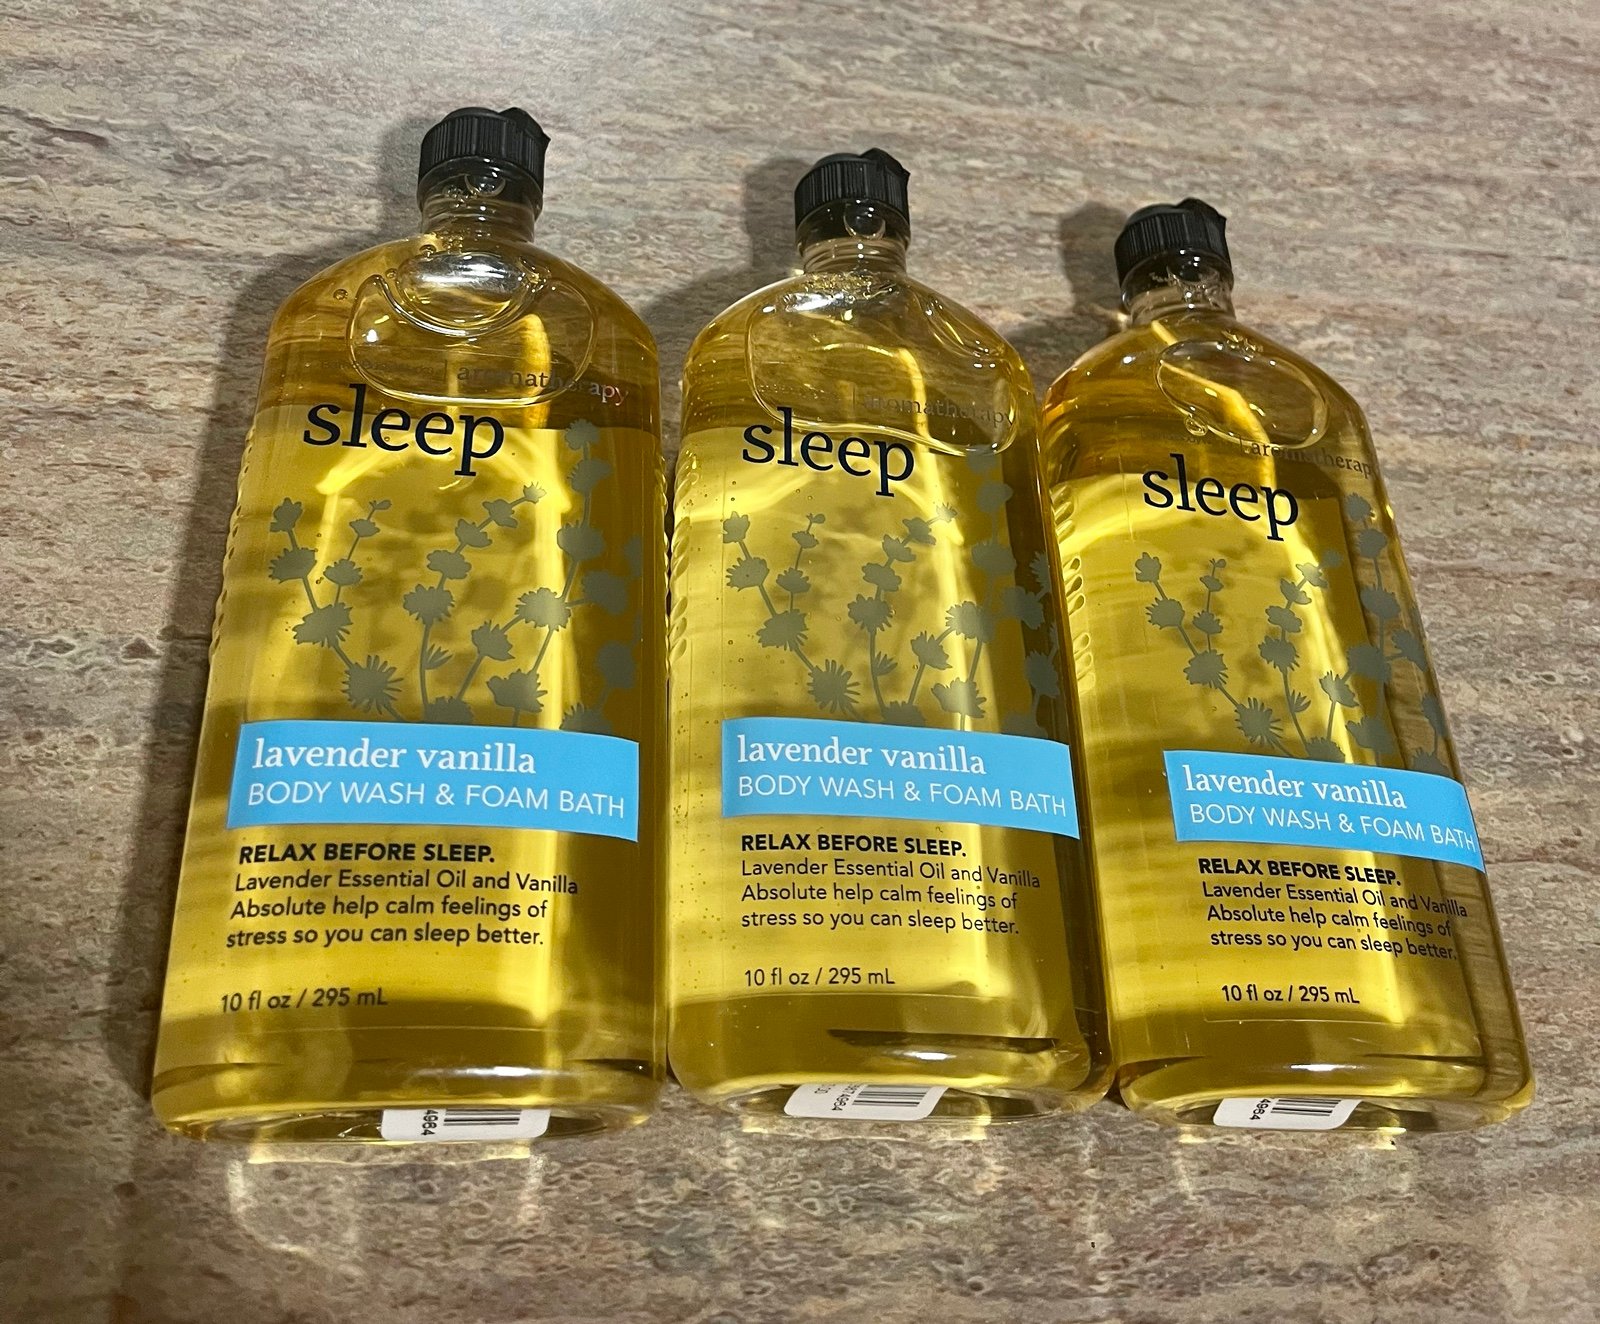 aromatherapy
sleep
lavender vanilla
BODY WASH & FOAM BATH
RELAX BEFORE SLEEP.
Lavender Essential Oil and Vanilla
Absolute help calm feelings of
stress so you can sleep better.
10 fl oz / 295 mL
4984
aromatherapy
sleep
lavender vanilla
BODY WASH & FOAM BATH
RELAX BEFORE SLEEP.
Lavender Essential Oil and Vanilla
Absolute help calm feelings of
stress so you can sleep better.
10 fl oz / 295 mL
4984
aromatherapy
sleep
lavender vanilla
BODY WASH & FOAM BATH
RELAX BEFORE SLEEP.
Lavender Essential Oil and Vanilla
Absolute help calm feelings of
stress so you can sleep better.
10 fl oz / 295 mL
4984